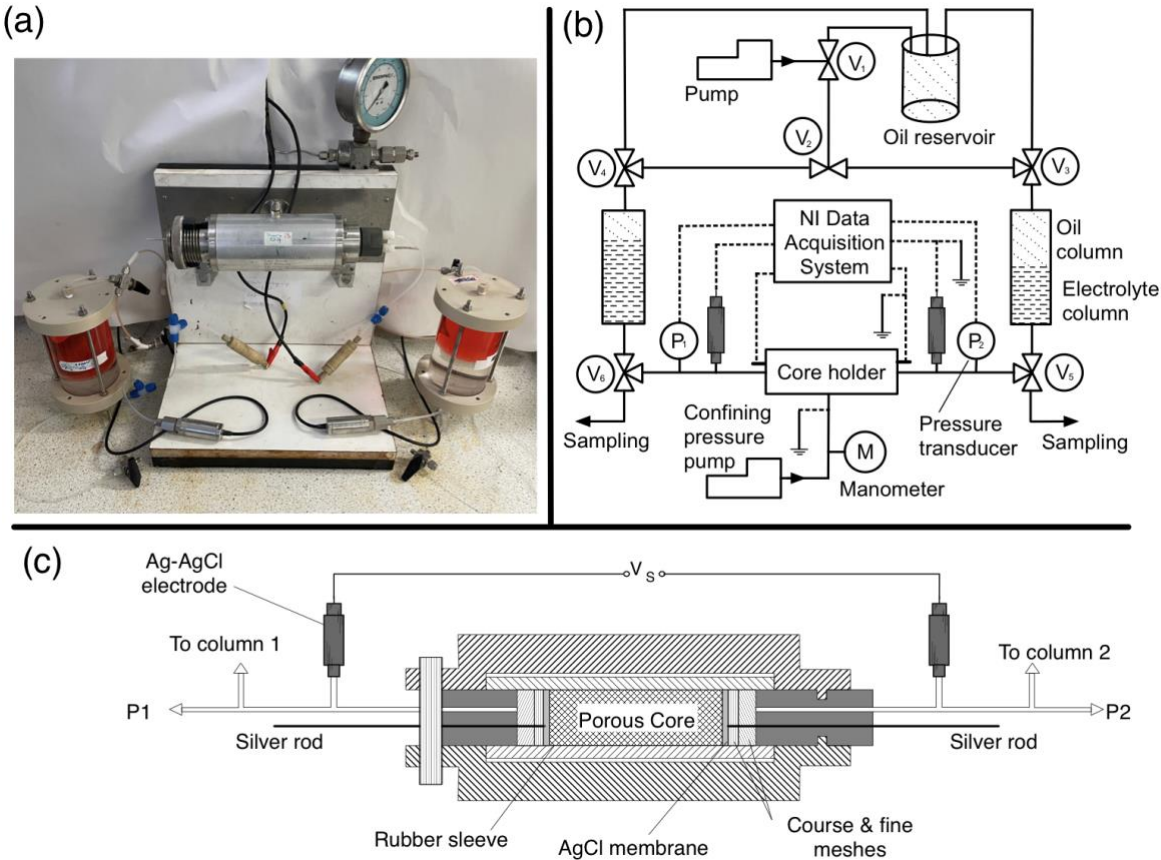 (a)
(b)
Pump
V1
Oil reservoir
V2
V4
V3
NI Data
Acquisition
System
Oil
column
Electrolyte
column
P1
P2
V6
Core holder
V5
Sampling
Confining
pressure
pump
Pressure
transducer
Sampling
M
Manometer
(c)
Ag-AgCl
electrode
VS
To column 1
To column 2
P1
Porous Core
P2
Silver rod
Silver rod
Rubber sleeve
AgCl membrane
Course & fine
meshes